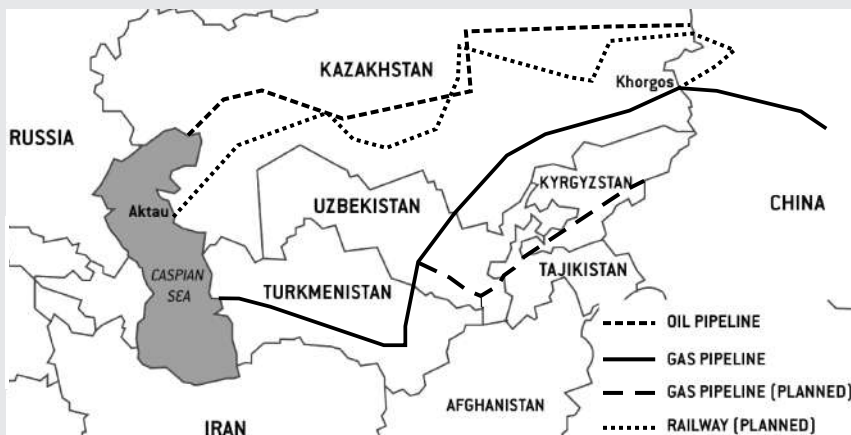 KAZAKHSTAN
Khorgos
RUSSIA
KYRGYZSTAN
Aktau
UZBEKISTAN
CHINA
CASPIAN
SEA
TURKMENISTAN
TAJIKISTAN
OIL PIPELINE
GAS PIPELINE
GAS PIPELINE (PLANNED)
AFGHANISTAN
IRAN
RAILWAY (PLANNED)